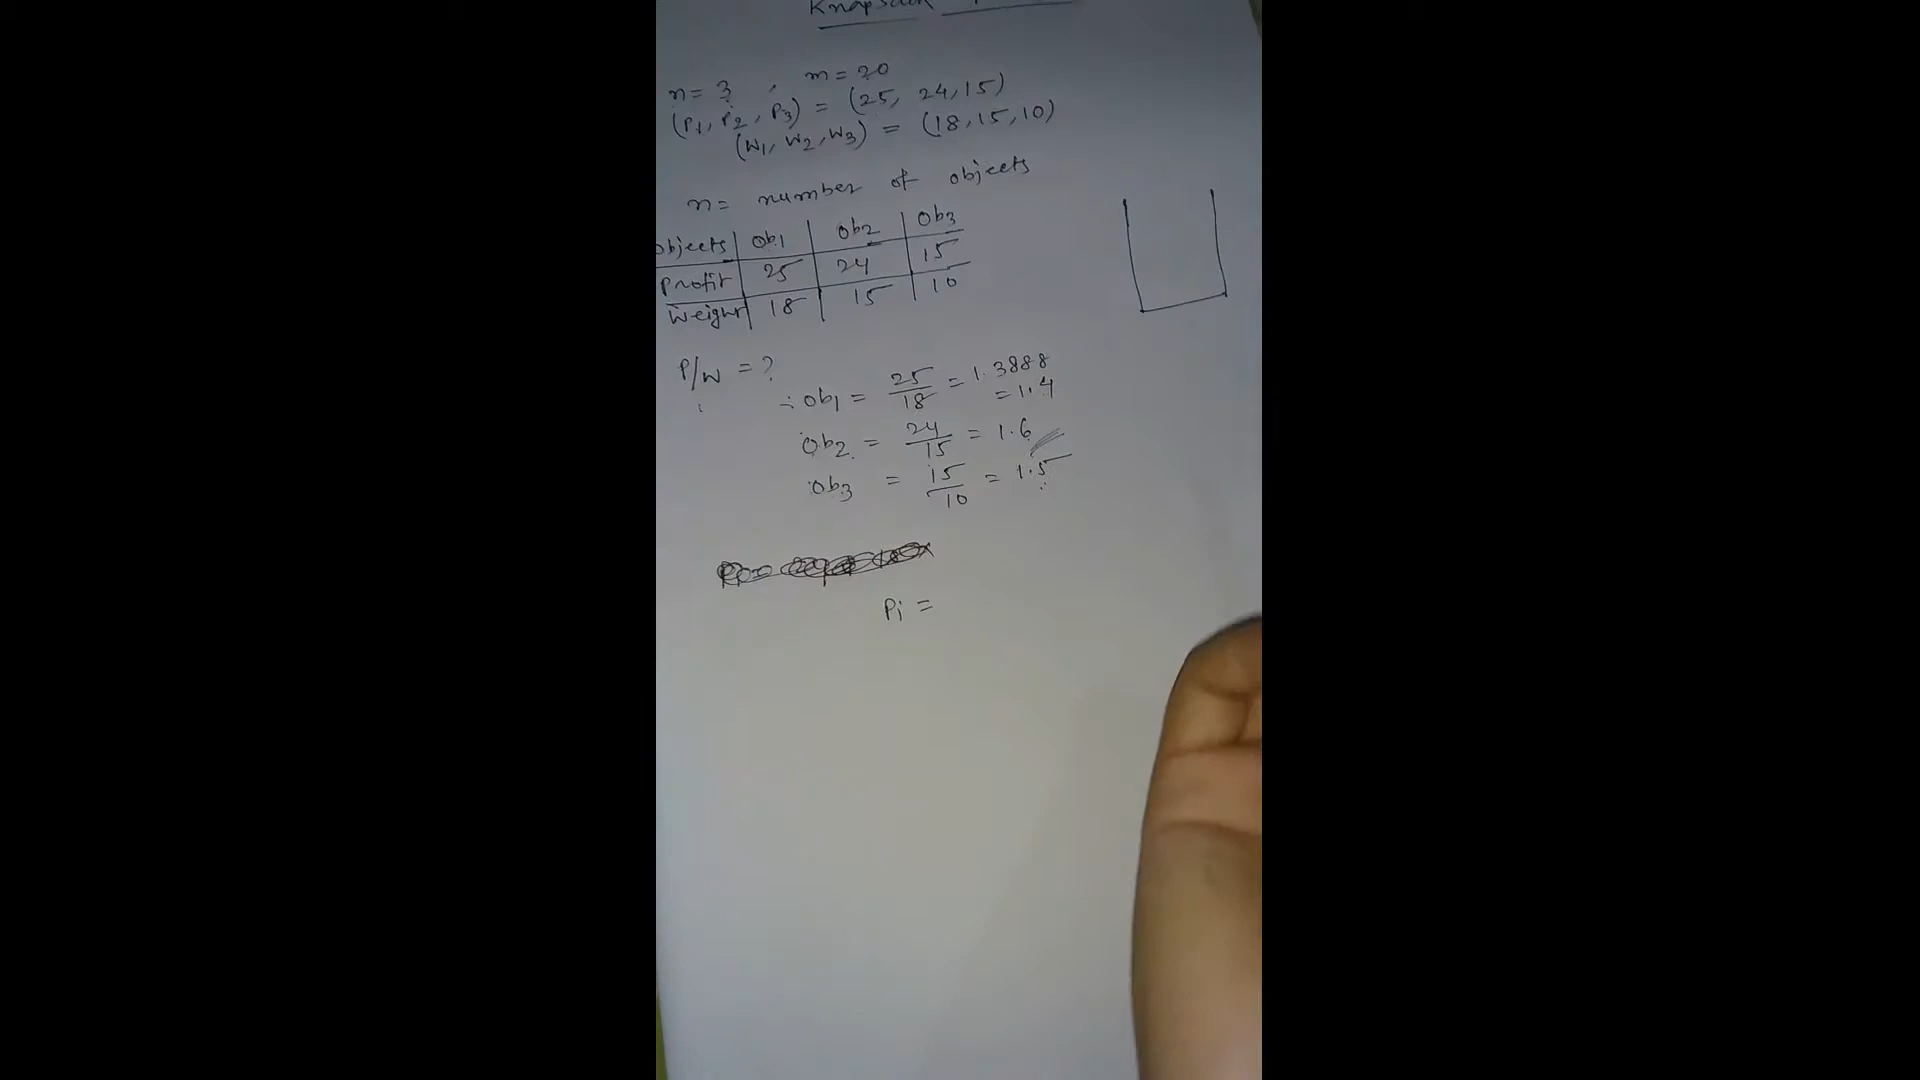 Knapsack
n = 3 , m = 20
(P1, P2, P3) = (25, 24, 15)
(W1, W2, W3) = (18, 15, 10)
n = number of objects
objects Ob1 Ob2 Ob3
Profit 25 24 15
Weight 18 15 10
P/W = ?
Ob1 = 25/18 = 1.3888
= 1.4
Ob2 = 24/15 = 1.6
Ob3 = 15/10 = 1.5
Pi =